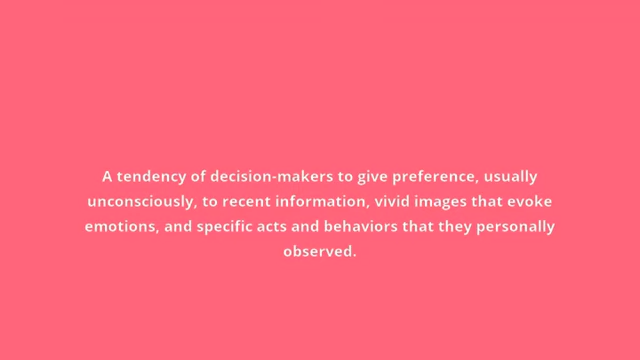 A tendency of decision-makers to give preference, usually
unconsciously, to recent information, vivid images that evoke
emotions, and specific acts and behaviors that they personally
observed.